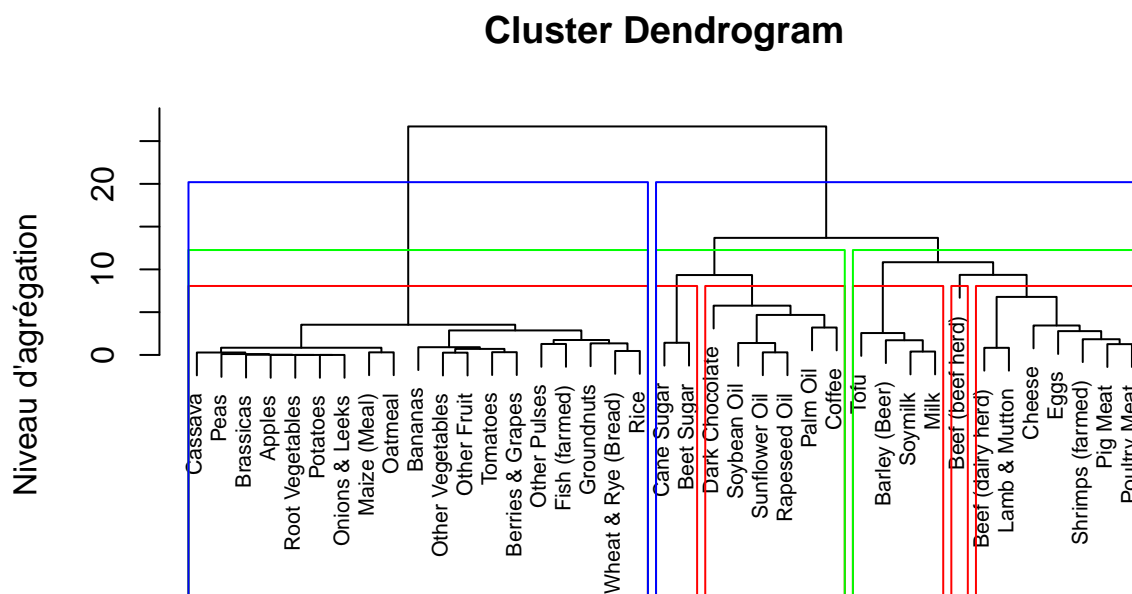 Cluster Dendrogram
Niveau d'agrégation
0
10
20
Cassava
Peas
Brassicas
Apples
Root Vegetables
Potatoes
Onions & Leeks
Maize (Meal)
Oatmeal
Bananas
Other Vegetables
Other Fruit
Tomatoes
Berries & Grapes
Other Pulses
Fish (farmed)
Groundnuts
Wheat & Rye (Bread)
Rice
Cane Sugar
Beet Sugar
Dark Chocolate
Soybean Oil
Sunflower Oil
Rapeseed Oil
Palm Oil
Coffee
Tofu
Barley (Beer)
Soymilk
Milk
Beef (beef herd)
Beef (dairy herd)
Lamb & Mutton
Cheese
Eggs
Shrimps (farmed)
Pig Meat
Poultry Meat